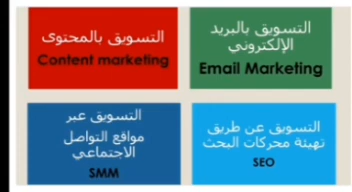 التسويق بالبريد
الإلكتروني
Email Marketing
التسويق بالمحتوى
Content marketing
التسويق عن طريق
تهيئة محركات البحث
SEO
التسويق عبر
مواقع التواصل
الاجتماعي
SMM